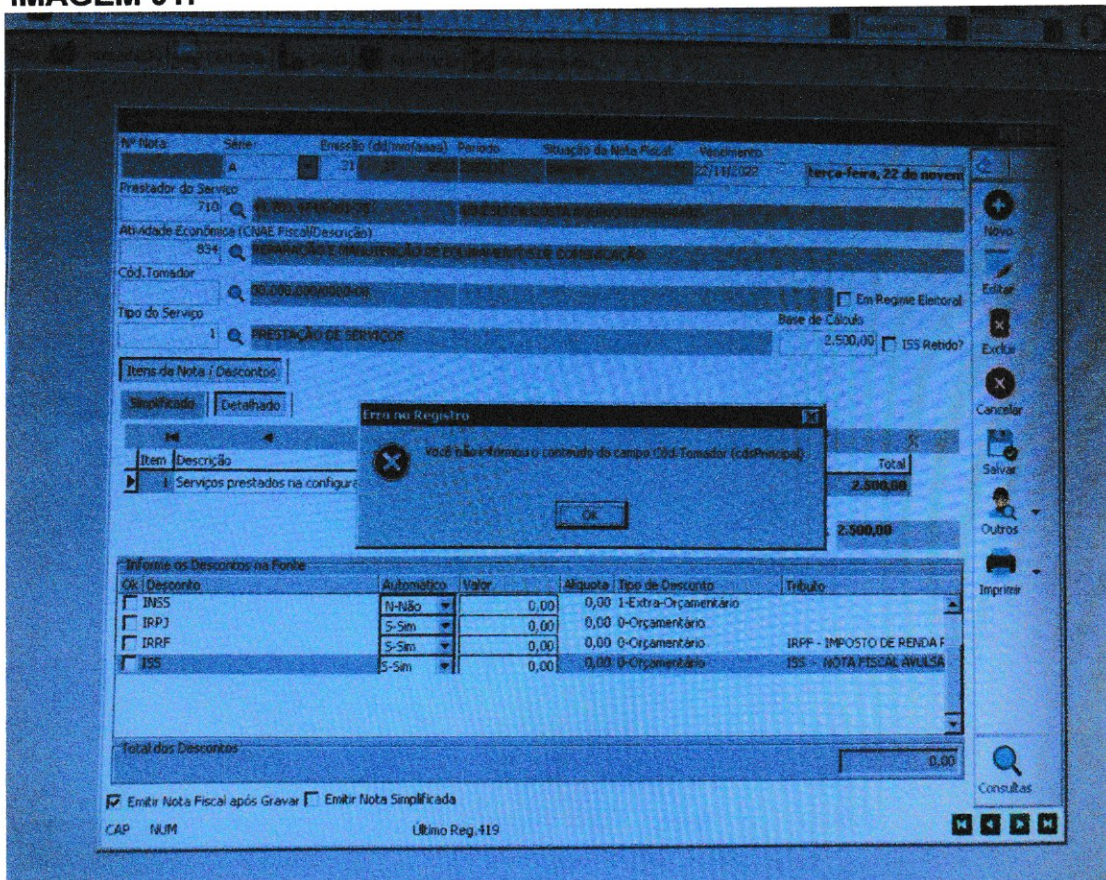 Nº Nota Série: Emissão (dd/mm/aaaa) Período Situação da Nota Fiscal: Vencimento
A 21 22/11/2022 terça-feira, 22 de novem
Prestador do Serviço
710
Atividade Econômica (CNAE Fiscal/Descrição)
834 REPARAÇÃO E MANUTENÇÃO DE EQUIPAMENTOS DE COMUNICAÇÃO
Cód.Tomador
00.000.000/0000-00 Em Regime Eleitoral
Tipo do Serviço Base de Cálculo
1 PRESTAÇÃO DE SERVIÇOS 2.500,00 ISS Retido?
Itens da Nota / Descontos
Simplificado Detalhado
Erro no Registro
Você não informou o conteudo do campo Cód.Tomador (cdsPrincipal)
Ok
Item Descrição Total
1 Serviços prestados na configura 2.500,00
2.500,00
Informe os Descontos na Fonte
Ok Desconto Automático Valor Aliquota Tipo de Desconto Tributo
INSS N-Não 0,00 0,00 1-Extra-Orçamentário
IRPJ S-Sim 0,00 0,00 0-Orçamentário
IRRF S-Sim 0,00 0,00 0-Orçamentário IRPF - IMPOSTO DE RENDA
ISS S-Sim 0,00 0,00 0-Orçamentário ISS - NOTA FISCAL AVULSA
Total dos Descontos
0,00
Emitir Nota Fiscal após Gravar Emitir Nota Simplificada
CAP NUM Último Reg.419
Novo
Editar
Excluir
Cancelar
Salvar
Outros
Imprimir
Consultas